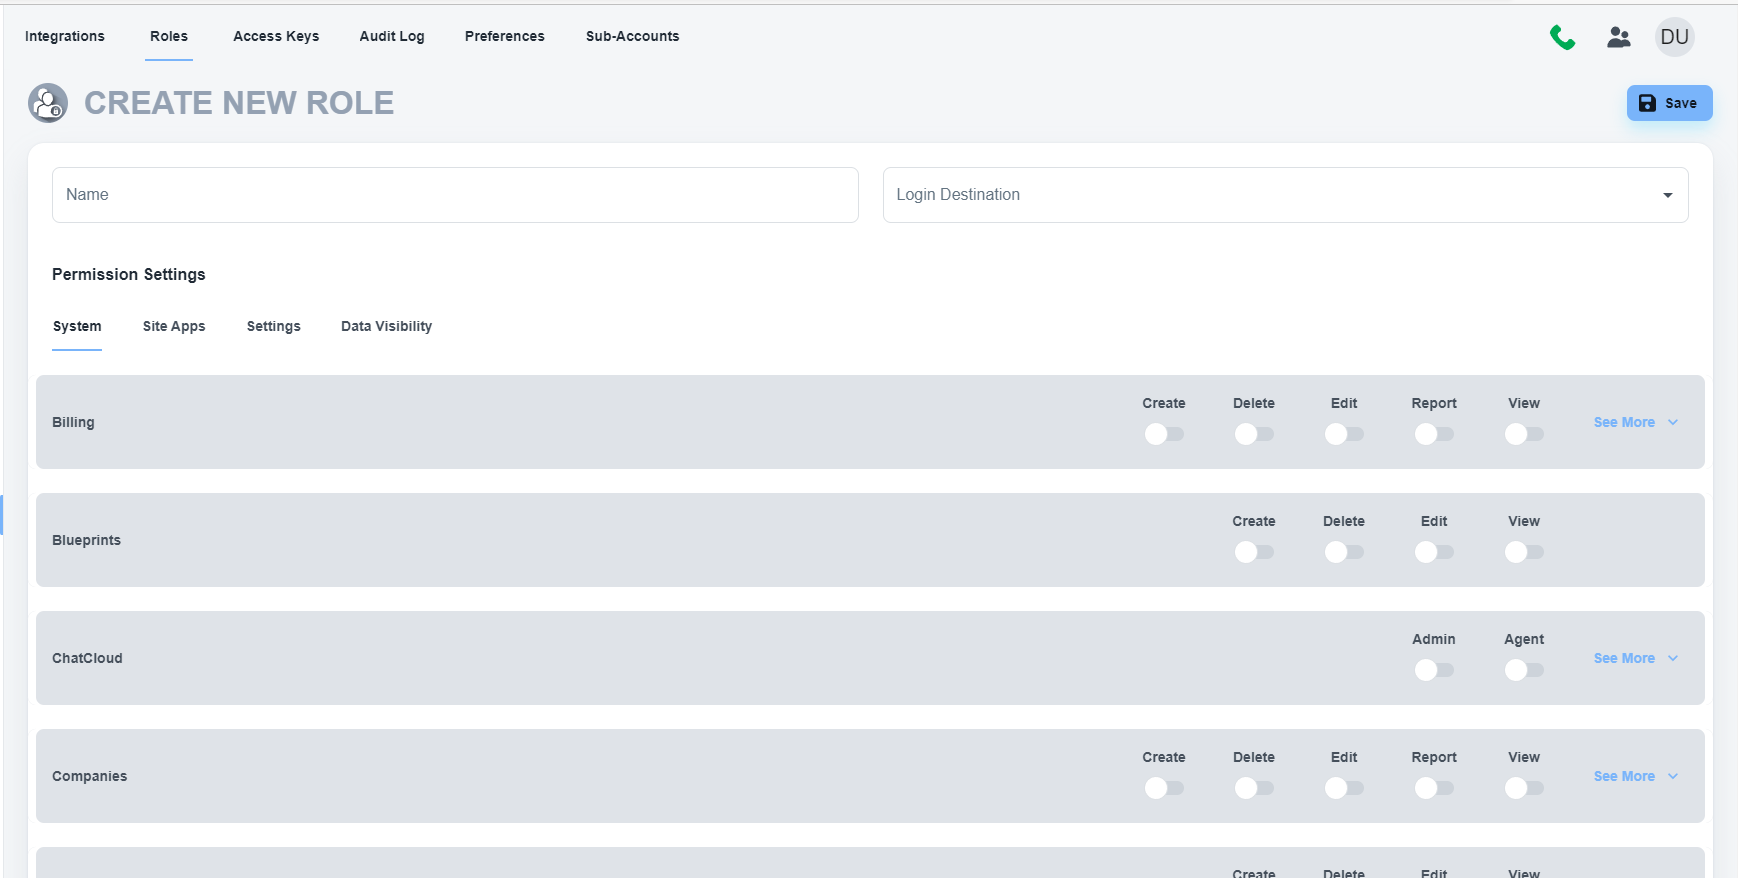 Integrations Roles Access Keys Audit Log Preferences Sub-Accounts DU
CREATE NEW ROLE Save
Name Login Destination
Permission Settings
System Site Apps Settings Data Visibility
Create Delete Edit Report View
Billing See More
Create Delete Edit View
Blueprints
Admin Agent
ChatCloud See More
Create Delete Edit Report View
Companies See More
Create Delete Edit View